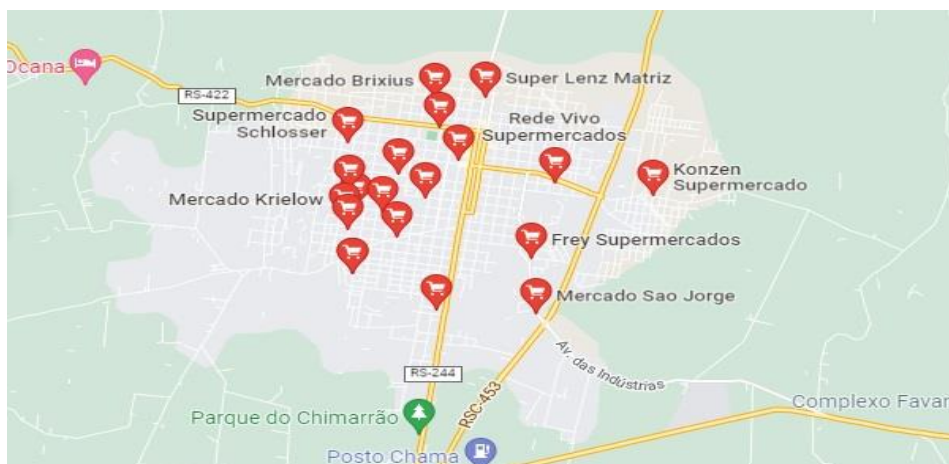 Ocana
Mercado Brixius
Super Lenz Matriz
RS-422
Supermercado
Schlosser
Rede Vivo
Supermercados
Konzen
Supermercado
Mercado Krielow
Frey Supermercados
Mercado Sao Jorge
Av. das Indústrias
RS-244
RSC-453
Complexo Favar
Parque do Chimarrão
Posto Chama